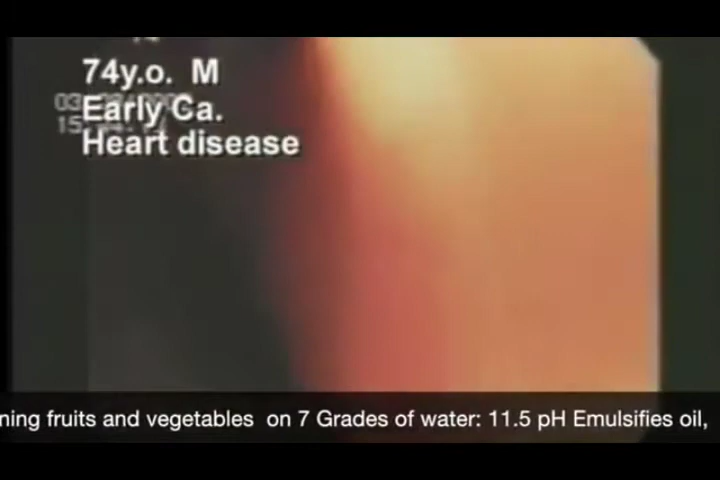 74y.o. M
Early Ca.
Heart disease
ning fruits and vegetables on 7 Grades of water: 11.5 pH Emulsifies oil,